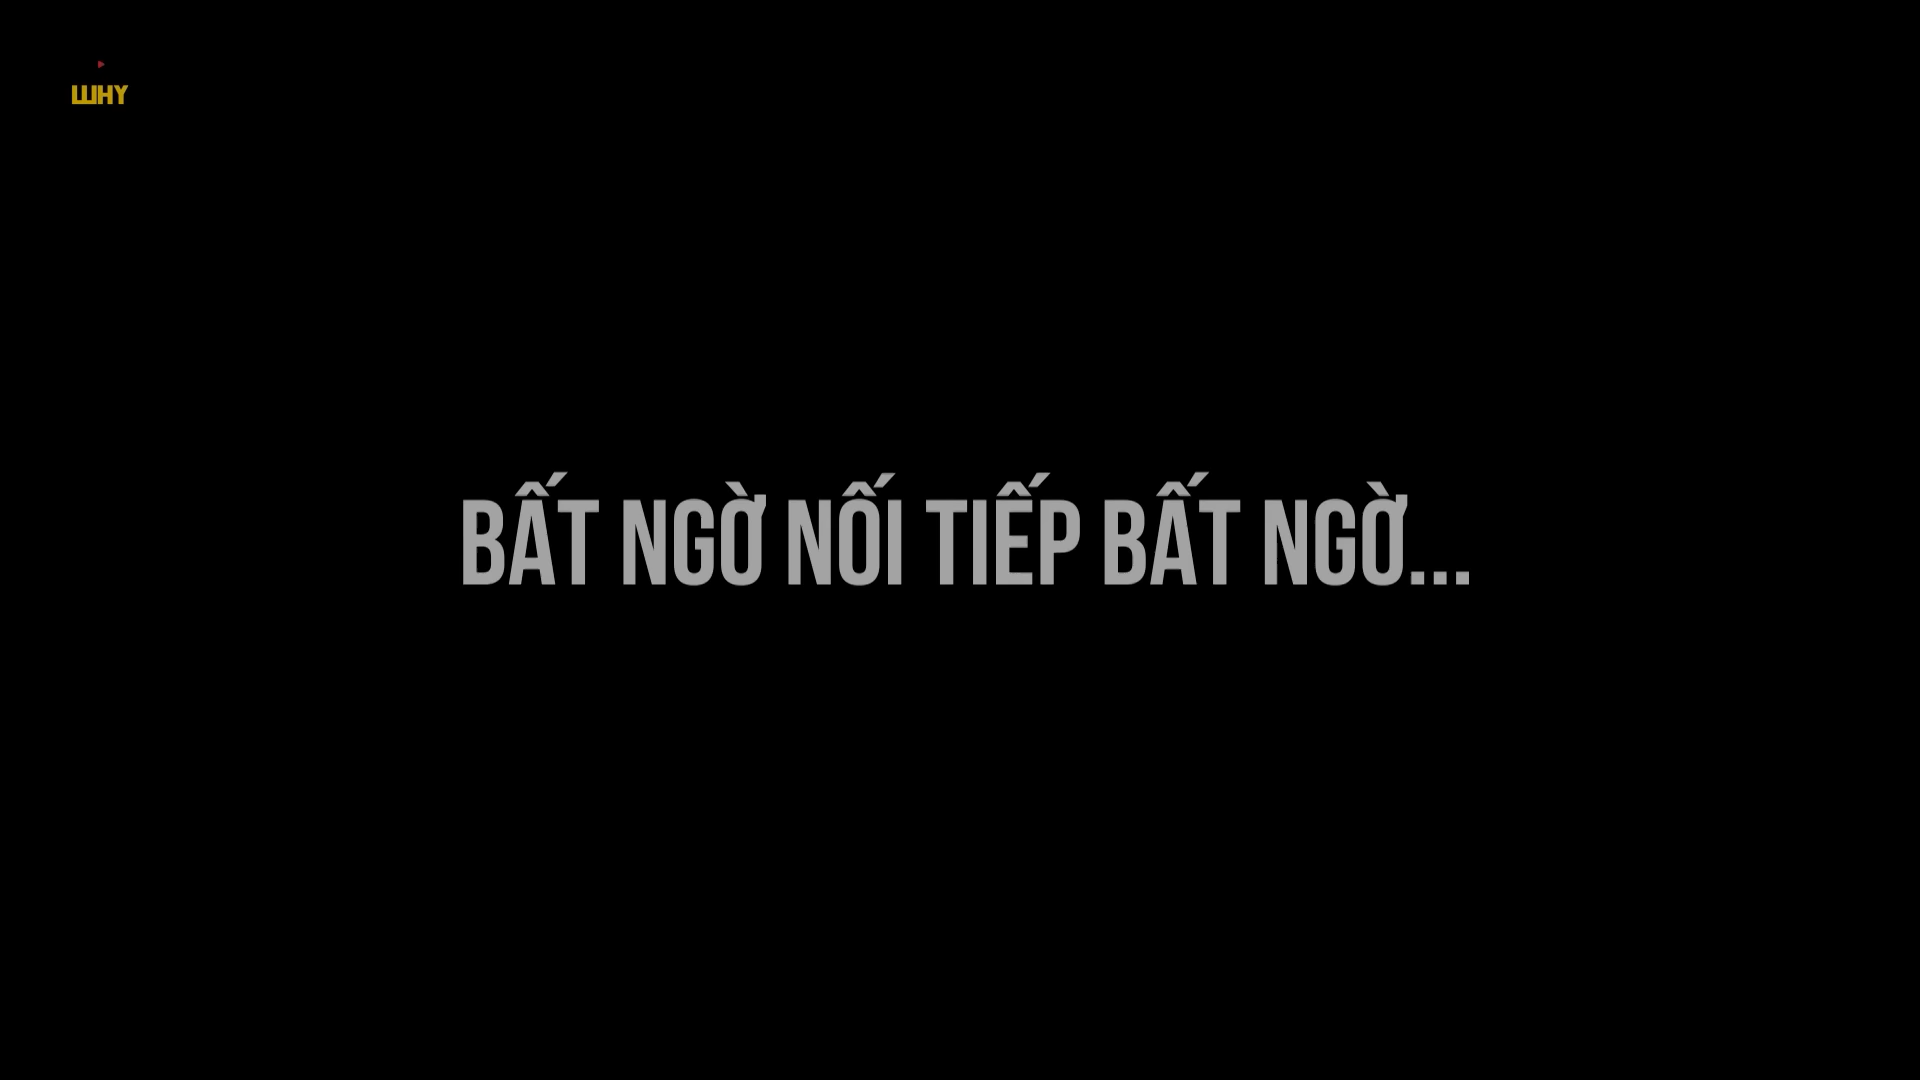 WHY
BẤT NGỜ NỐI TIẾP BẤT NGỜ...